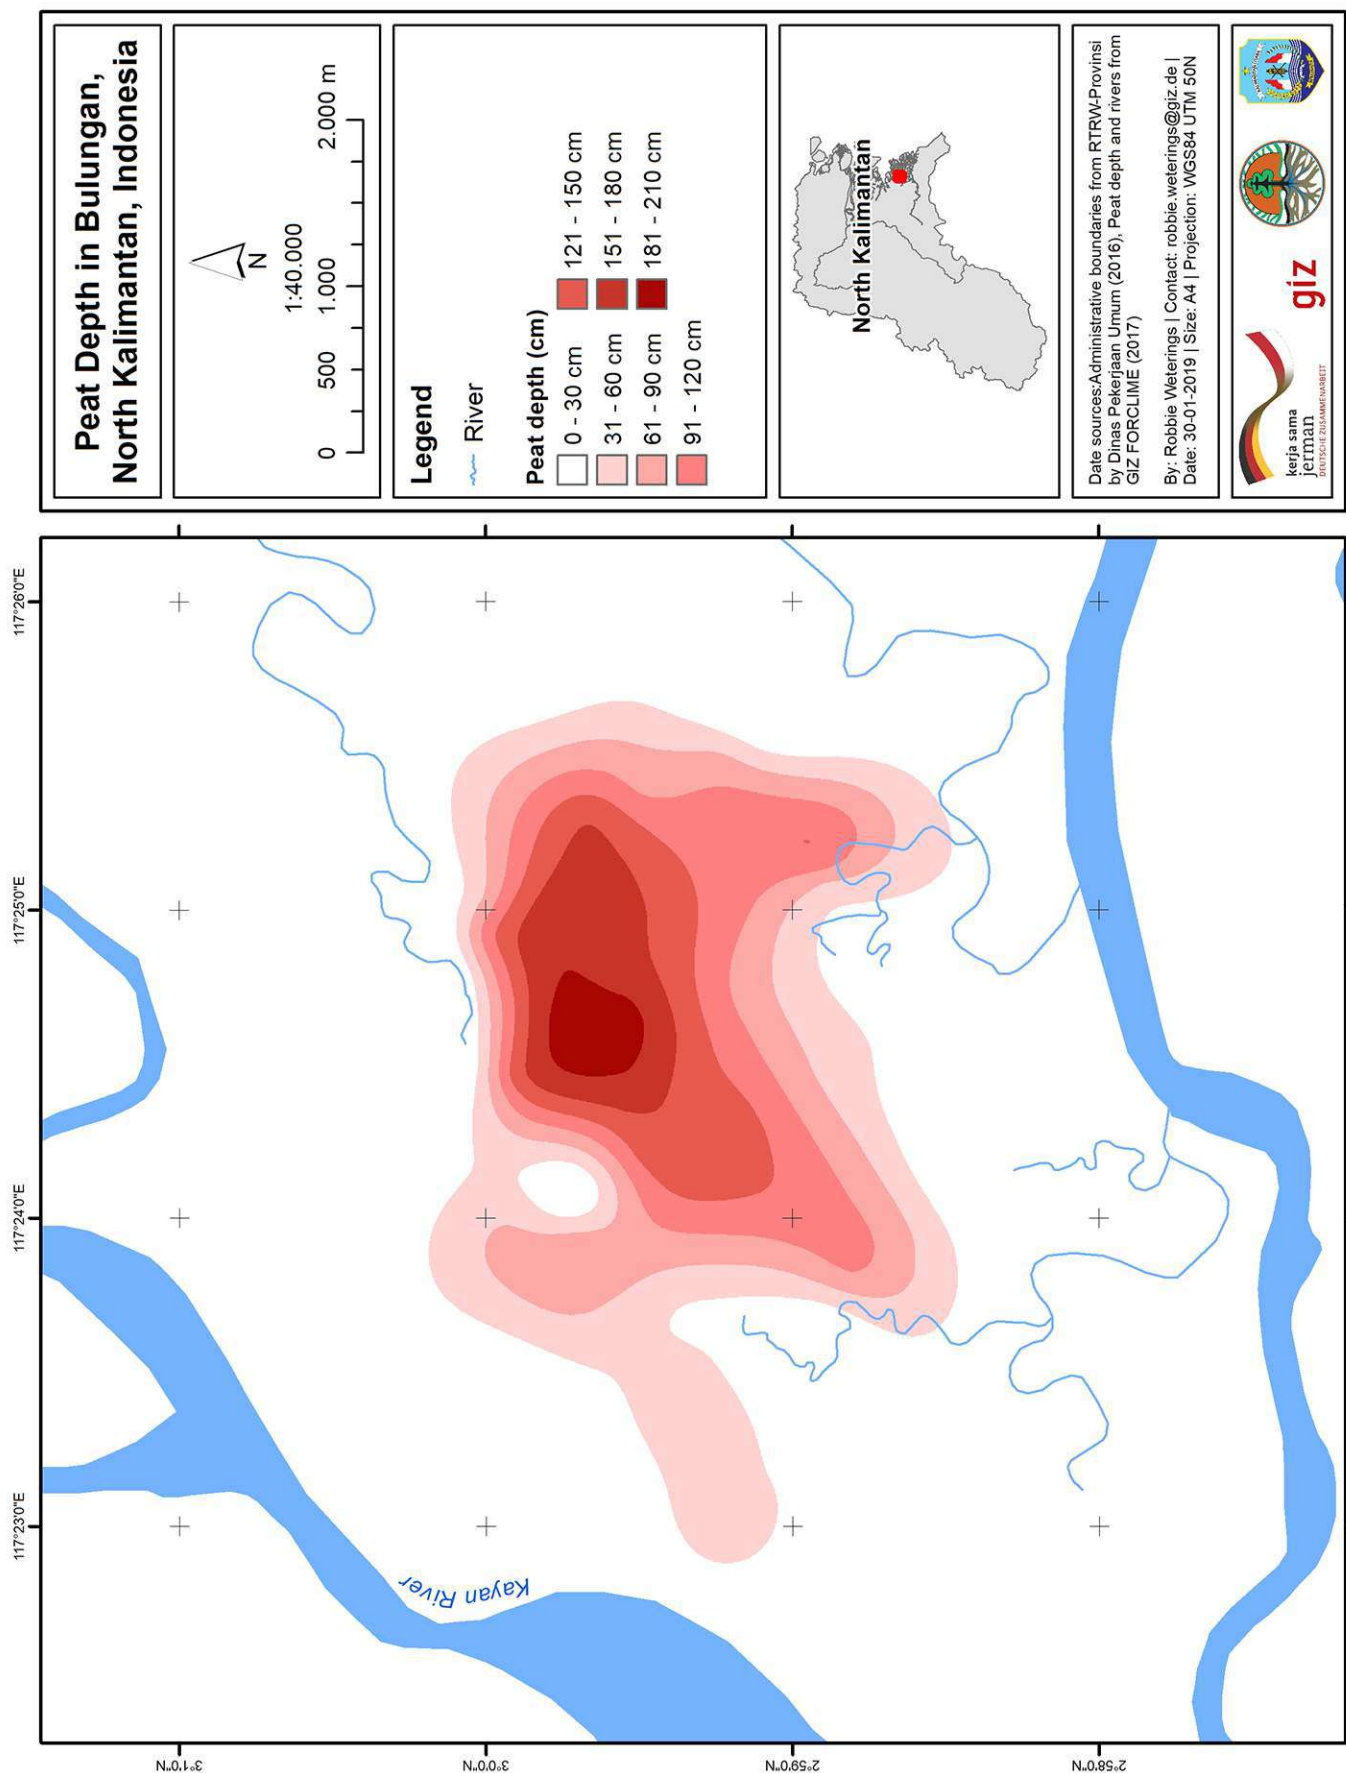 Peat Depth in Bulungan,
North Kalimantan, Indonesia
N
1:40.000
0 500 1.000 2.000 m
Legend
River
Peat depth (cm)
0 - 30 cm
31 - 60 cm
61 - 90 cm
91 - 120 cm
121 - 150 cm
151 - 180 cm
181 - 210 cm
North Kalimantan
Date sources:Administrative boundaries from RTRW-Provinsi
by Dinas Pekerjaan Umum (2016), Peat depth and rivers from
GIZ FORCLIME (2017)
By: Robbie Weterings | Contact: robbie.weterings@giz.de |
Date: 30-01-2019 | Size: A4 | Projection: WGS84 UTM 50N
kerja sama
jerman
DEUTSCHE ZUSAMMENARBEIT
giz
117°23'0"E
117°24'0"E
117°25'0"E
117°26'0"E
3°1'0"N
3°0'0"N
2°59'0"N
2°58'0"N
Kayan River